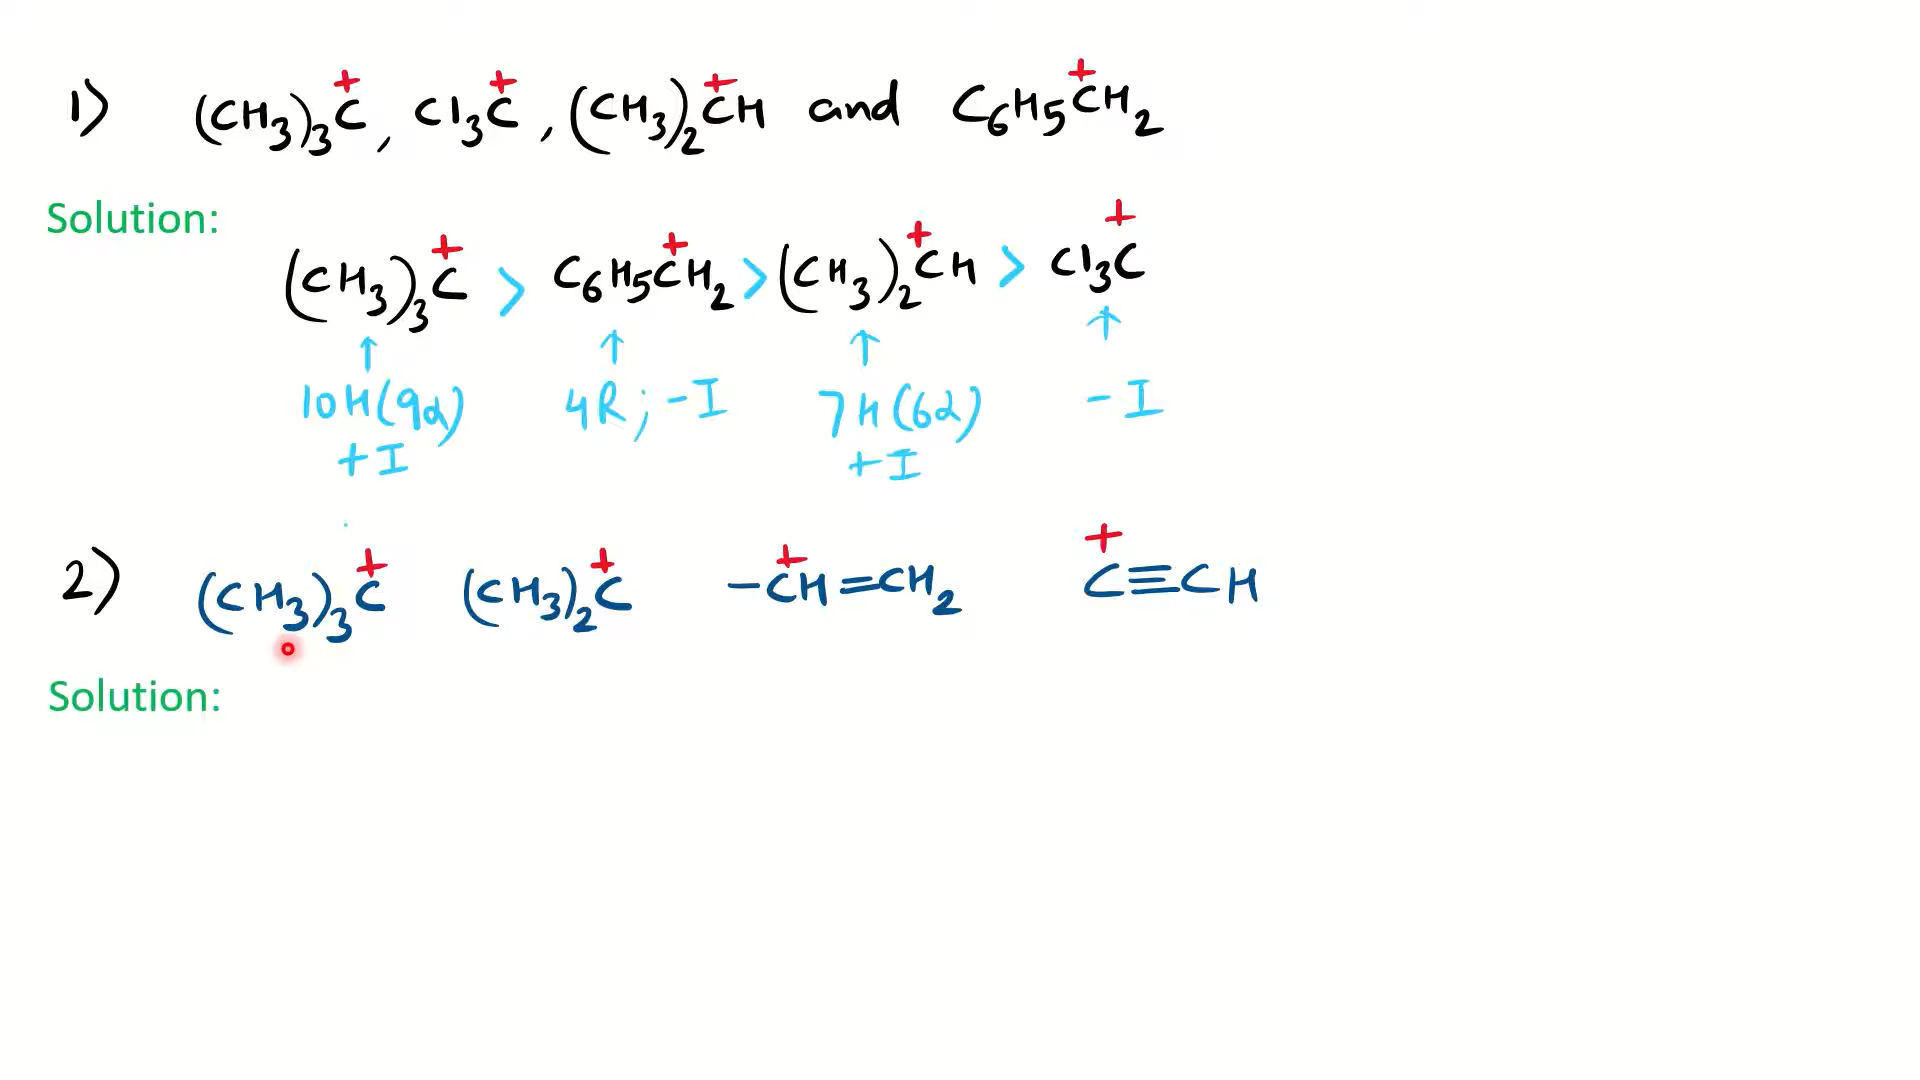 1) (CH₃)₃C⁺, Cl₃C⁺, (CH₃)₂C⁺H and C₆H₅C⁺H₂
Solution:
(CH₃)₃C⁺ > C₆H₅C⁺H₂ > (CH₃)₂C⁺H > Cl₃C⁺
↑ ↑ ↑ ↑
10H(9α) 4R; -I 7H(6α) -I
+I +I
2) (CH₃)₃C⁺ (CH₃)₂C⁺ -C⁺H=CH₂ C⁺≡CH
Solution: